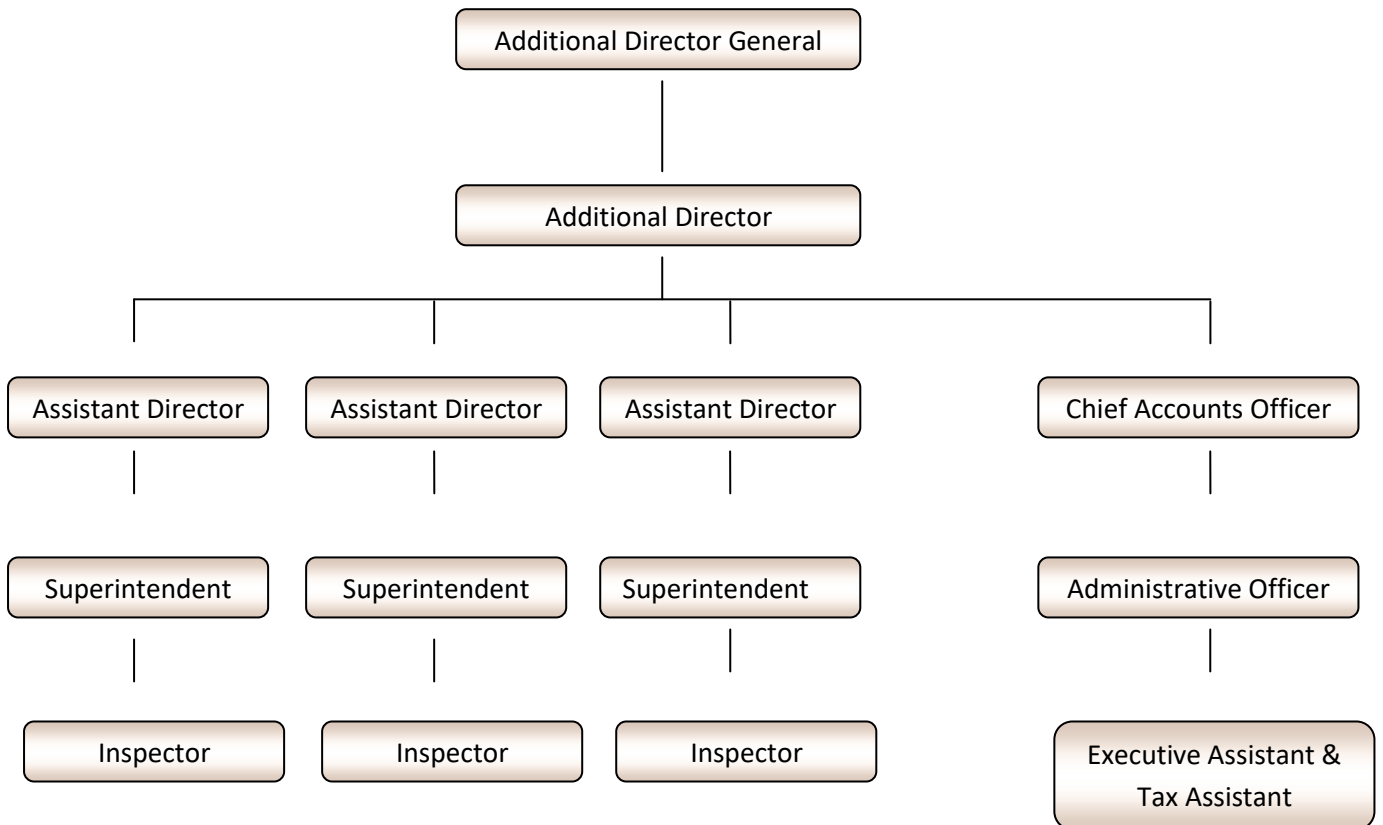 Additional Director General
Additional Director
Assistant Director
Assistant Director
Assistant Director
Chief Accounts Officer
Superintendent
Superintendent
Superintendent
Administrative Officer
Inspector
Inspector
Inspector
Executive Assistant &
Tax Assistant